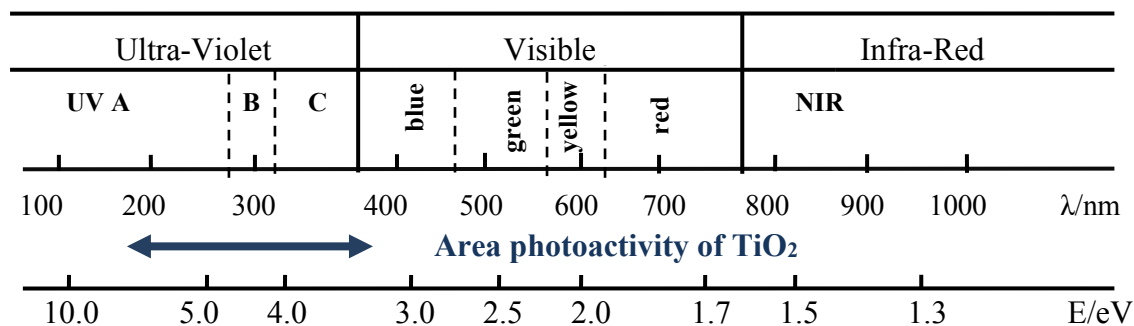 Ultra-Violet Visible Infra-Red
UV A B C blue green yellow red NIR
100 200 300 400 500 600 700 800 900 1000 λ/nm
Area photoactivity of TiO₂
10.0 5.0 4.0 3.0 2.5 2.0 1.7 1.5 1.3 E/eV